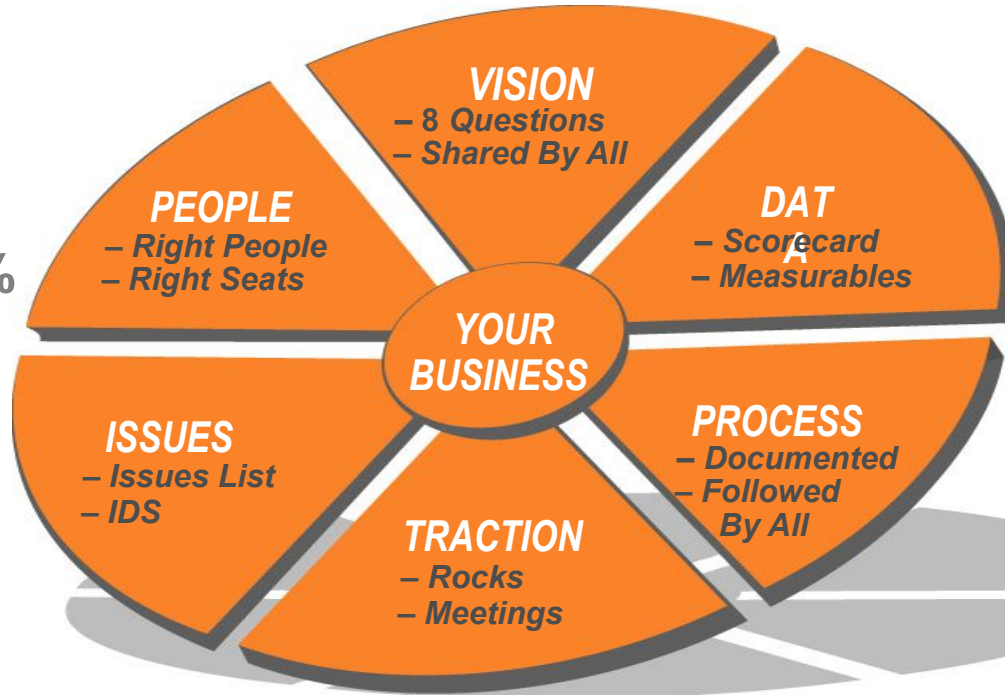 VISION
– 8 Questions
– Shared By All
PEOPLE
– Right People
– Right Seats
DAT
A
– Scorecard
– Measurables
%
YOUR
BUSINESS
ISSUES
– Issues List
– IDS
PROCESS
– Documented
– Followed
By All
TRACTION
– Rocks
– Meetings